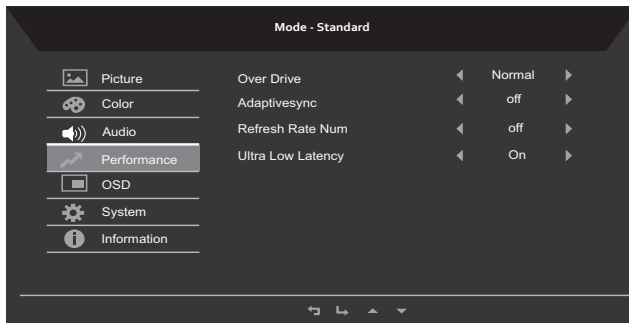 Mode - Standard
Picture
Color
Audio
Performance
OSD
System
Information
Over Drive Normal
Adaptivesync off
Refresh Rate Num off
Ultra Low Latency On